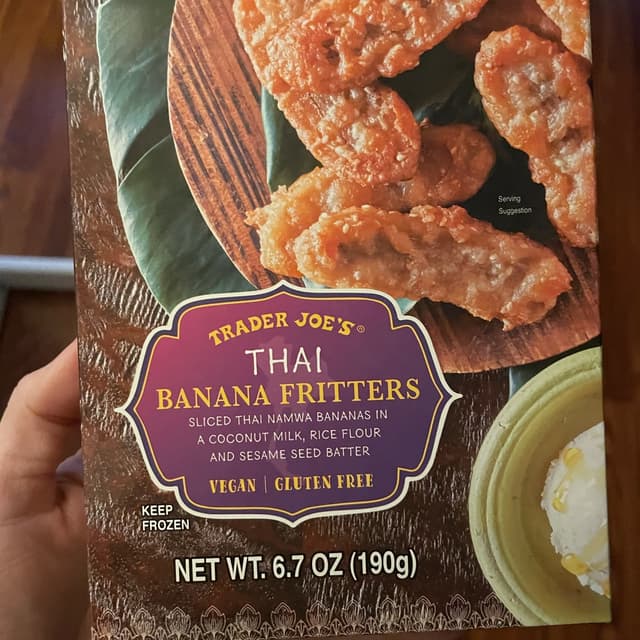 Serving
Suggestion
TRADER JOE'S®
THAI
BANANA FRITTERS
SLICED THAI NAMWA BANANAS IN
A COCONUT MILK, RICE FLOUR
AND SESAME SEED BATTER
VEGAN | GLUTEN FREE
KEEP
FROZEN
NET WT. 6.7 OZ (190g)